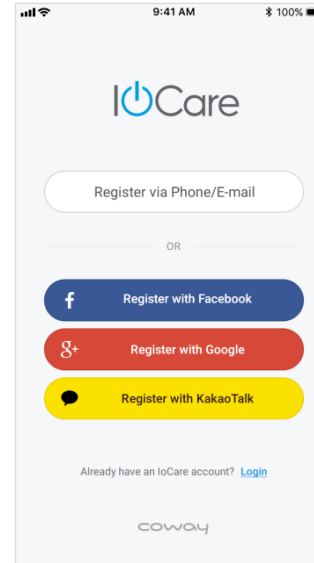 9:41 AM
100%
IoCare
Register via Phone/E-mail
OR
f Register with Facebook
g+ Register with Google
Register with KakaoTalk
Already have an IoCare account? Login
coway